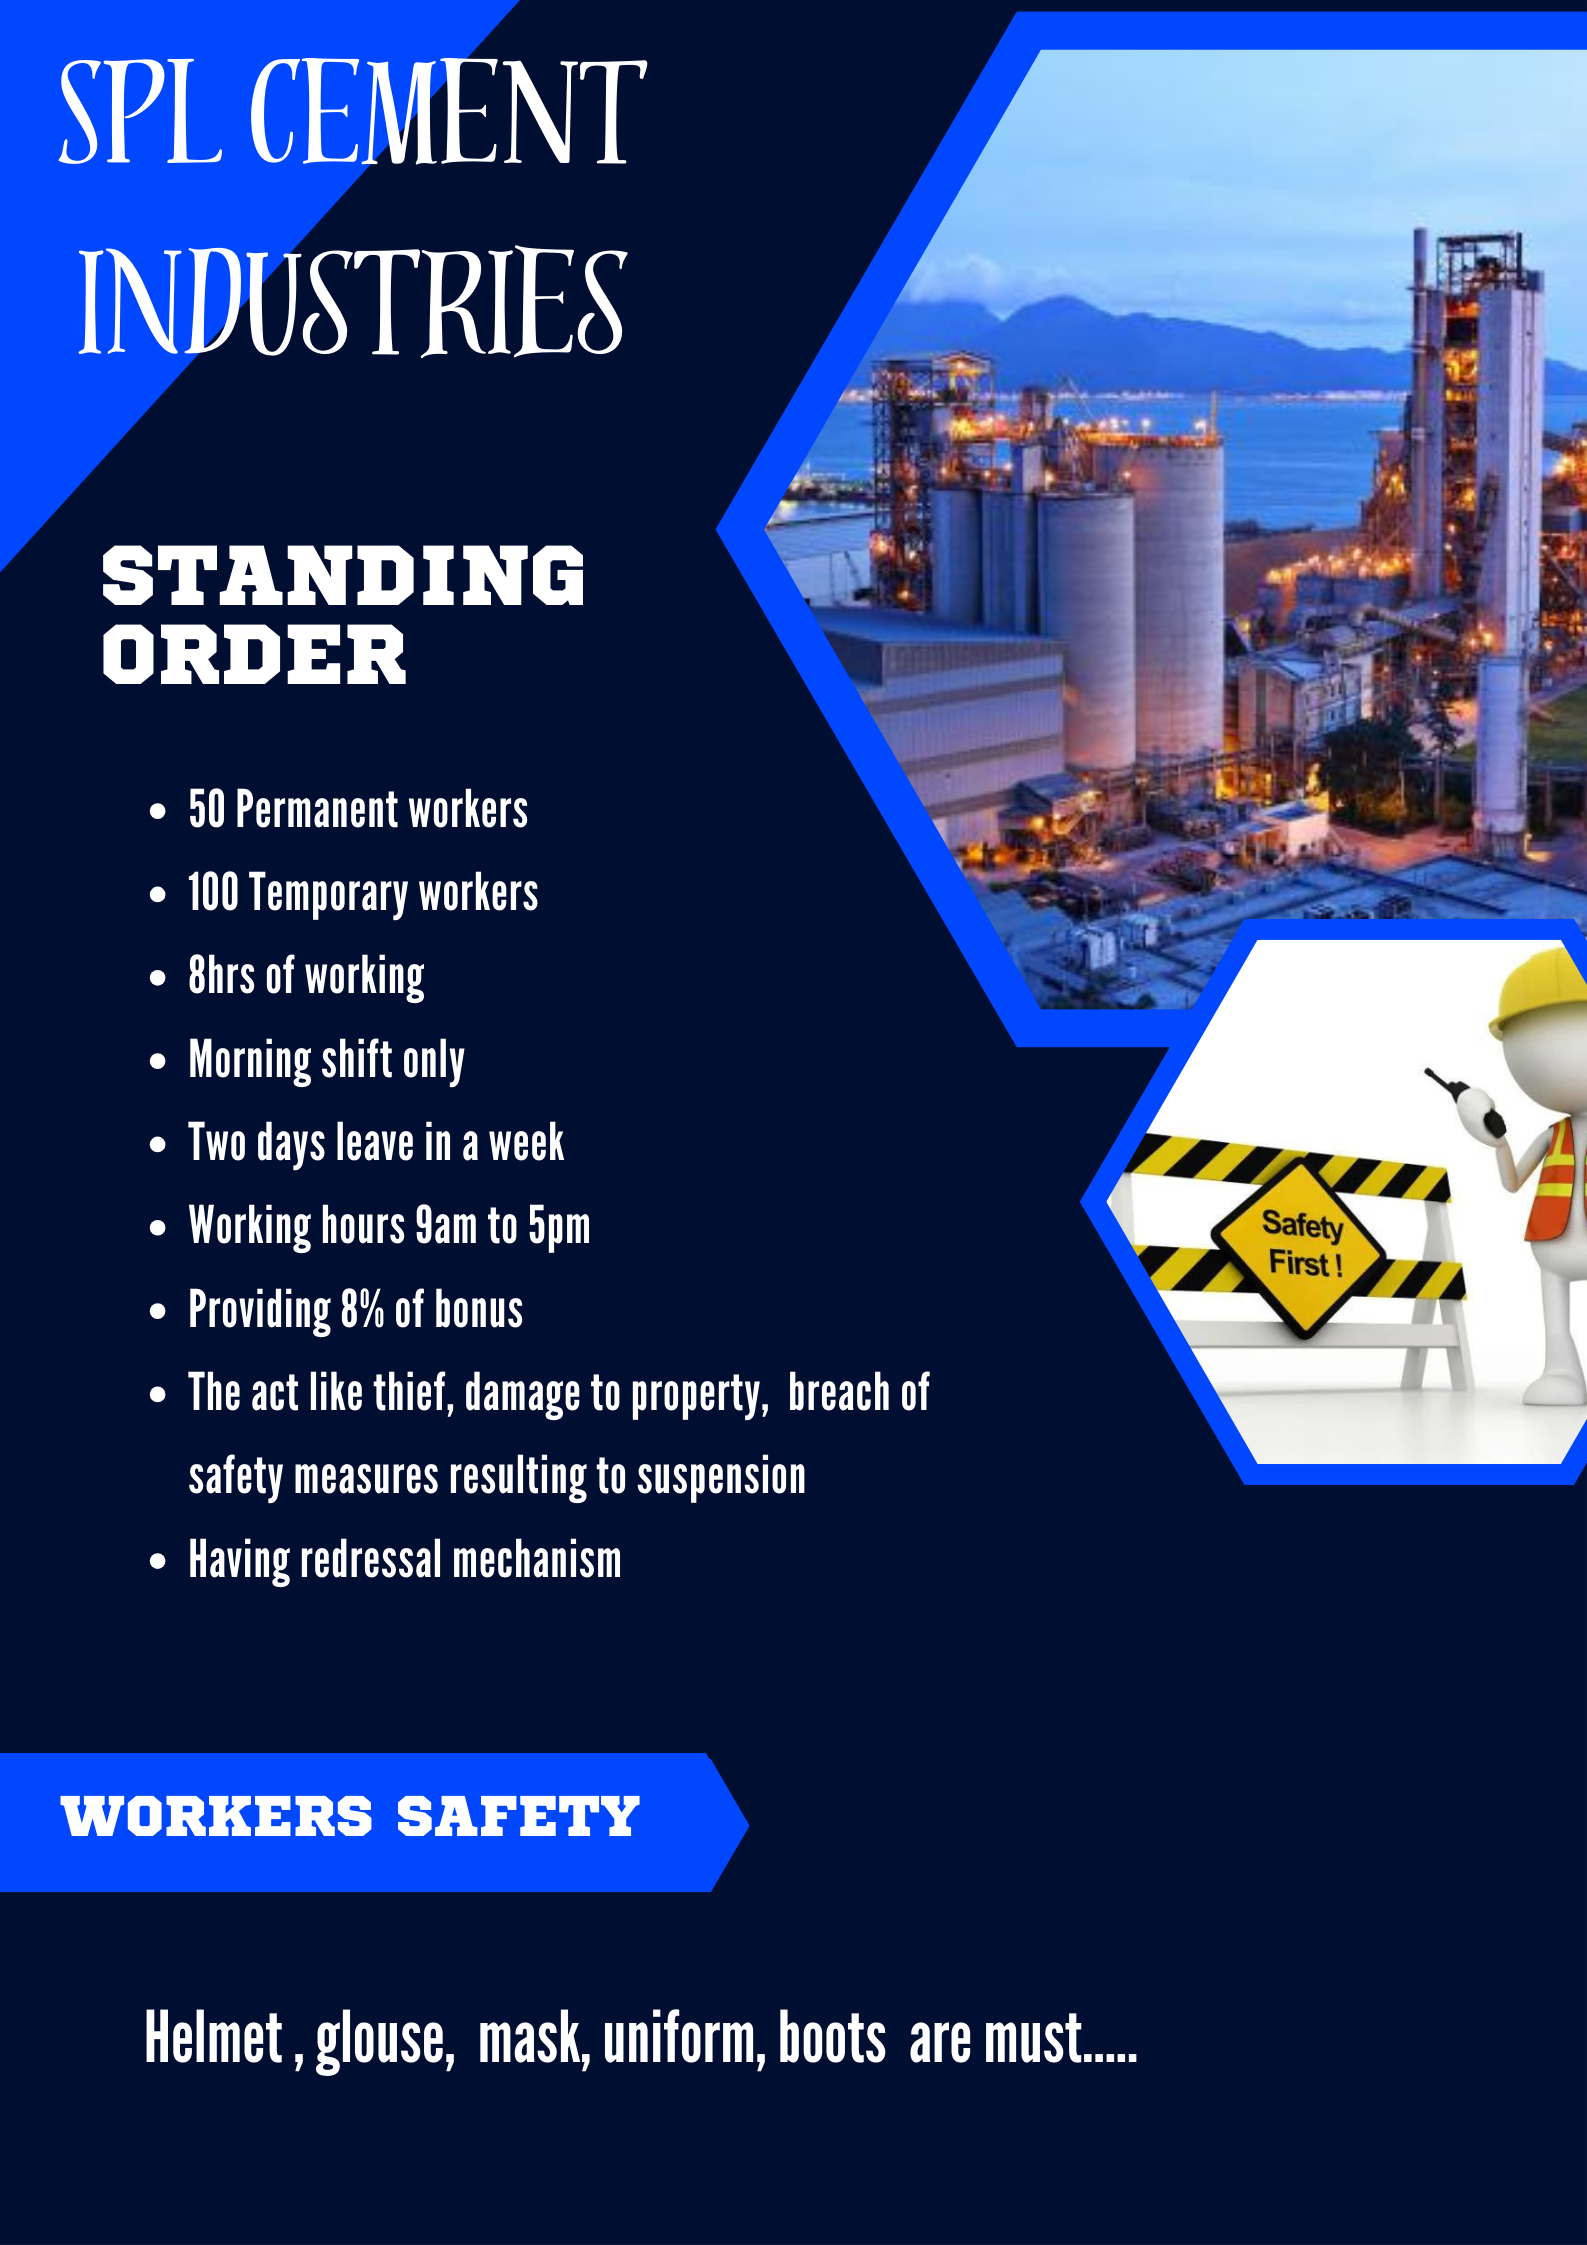 SPL CEMENT
INDUSTRIES
STANDING
ORDER
• 50 Permanent workers
• 100 Temporary workers
• 8hrs of working
• Morning shift only
• Two days leave in a week
• Working hours 9am to 5pm
• Providing 8% of bonus
• The act like thief, damage to property,  breach of
safety measures resulting to suspension
• Having redressal mechanism
Safety
First !
WORKERS SAFETY
Helmet , glouse,  mask, uniform, boots  are must.....